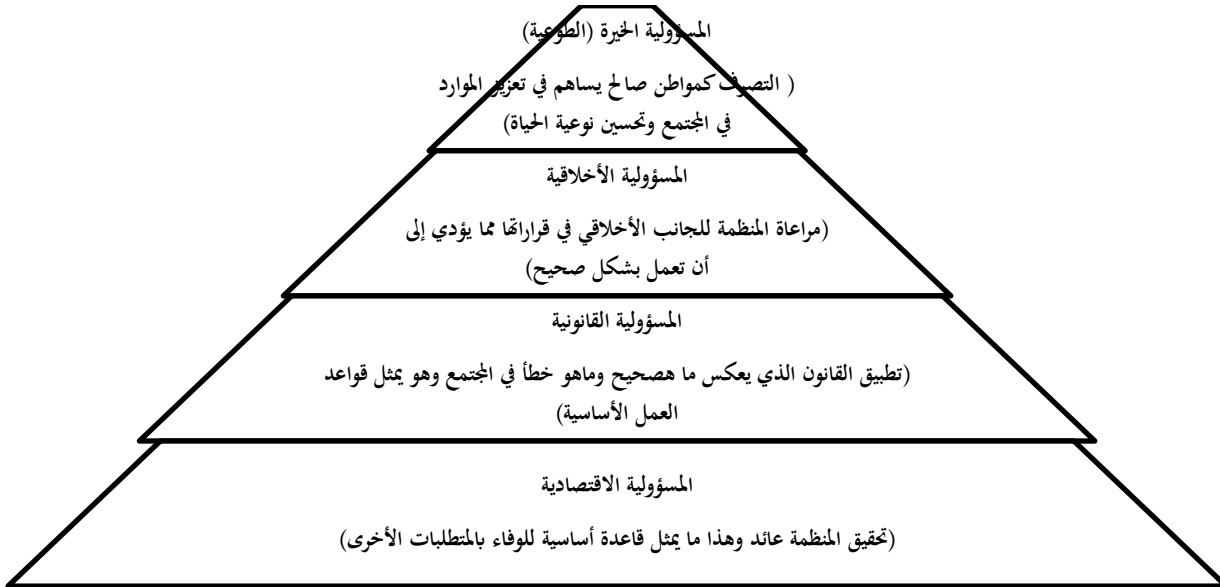 المسؤولية الخيرة (الطوعية)
( التصرف كمواطن صالح يساهم في تعزيز الموارد
في المجتمع وتحسين نوعية الحياة)
المسؤولية الأخلاقية
(مراعاة المنظمة للجانب الأخلاقي في قراراتها مما يؤدي إلى
أن تعمل بشكل صحيح)
المسؤولية القانونية
(تطبيق القانون الذي يعكس ما هصحيح وماهو خطأ في المجتمع وهو يمثل قواعد
العمل الأساسية)
المسؤولية الاقتصادية
(تحقيق المنظمة عائد وهذا ما يمثل قاعدة أساسية للوفاء بالمتطلبات الأخرى)